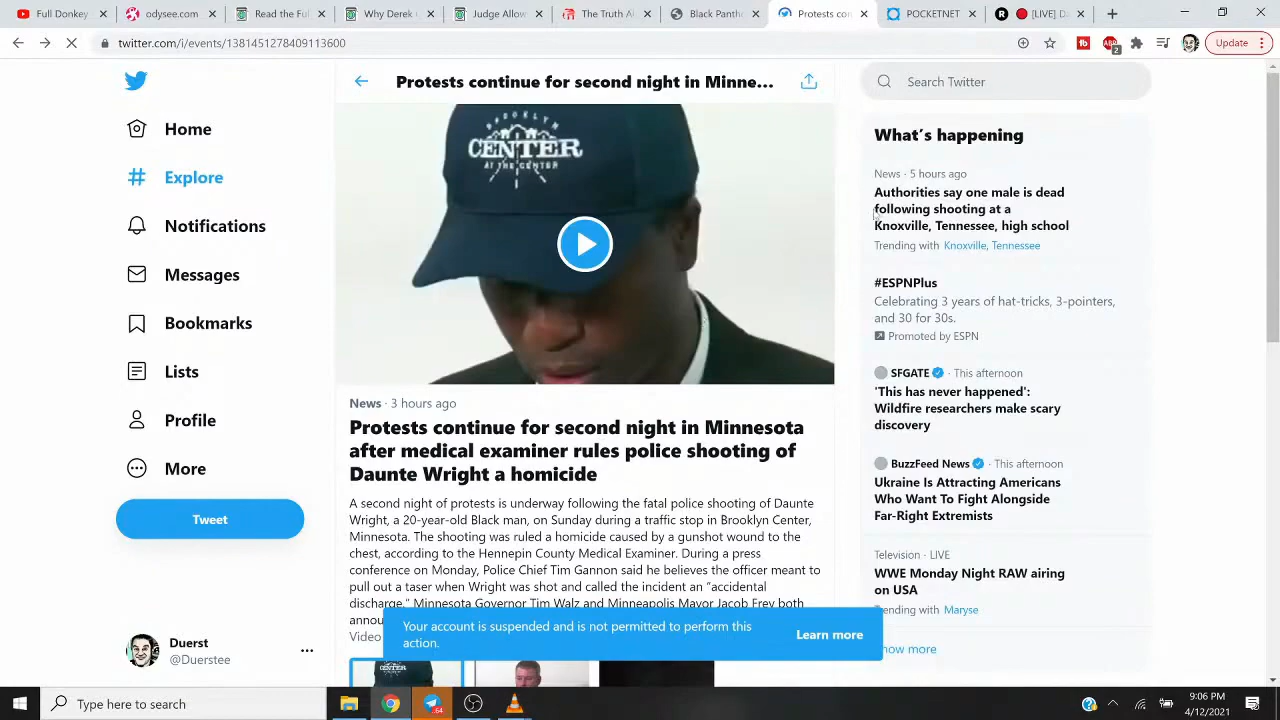 YouTube
odysee.com
Read the Full
Why Derek C
Judge Allow
The Truth A
Black Panth
Protests con
POCKETNET
[LIVE] D
Update
twitter.com/i/events/1381451278409113600
Protests continue for second night in Minne...
Search Twitter
Home
Explore
Notifications
Messages
Bookmarks
Lists
Profile
More
Tweet
Duerst
@Duerstee
BROOKLYN
CENTER
AT THE CENTER
News · 3 hours ago
Protests continue for second night in Minnesota
after medical examiner rules police shooting of
Daunte Wright a homicide
A second night of protests is underway following the fatal police shooting of Daunte
Wright, a 20-year-old Black man, on Sunday during a traffic stop in Brooklyn Center,
Minnesota. The shooting was ruled a homicide caused by a gunshot wound to the
chest, according to the Hennepin County Medical Examiner. During a press
conference on Monday, Police Chief Tim Gannon said he believes the officer meant to
pull out a taser when Wright was shot and called the incident an “accidental
discharge.” Minnesota Governor Tim Walz and Minneapolis Mayor Jacob Frey both
annou
Video
Your account is suspended and is not permitted to perform this
action.
Learn more
What’s happening
News · 5 hours ago
Authorities say one male is dead
following shooting at a
Knoxville, Tennessee, high school
Trending with Knoxville, Tennessee
#ESPNPlus
Celebrating 3 years of hat-tricks, 3-pointers,
and 30 for 30s.
Promoted by ESPN
SFGATE · This afternoon
'This has never happened':
Wildfire researchers make scary
discovery
BuzzFeed News · This afternoon
Ukraine Is Attracting Americans
Who Want To Fight Alongside
Far-Right Extremists
Television · LIVE
WWE Monday Night RAW airing
on USA
ending with Maryse
how more
Type here to search
64
9:06 PM
4/12/2021